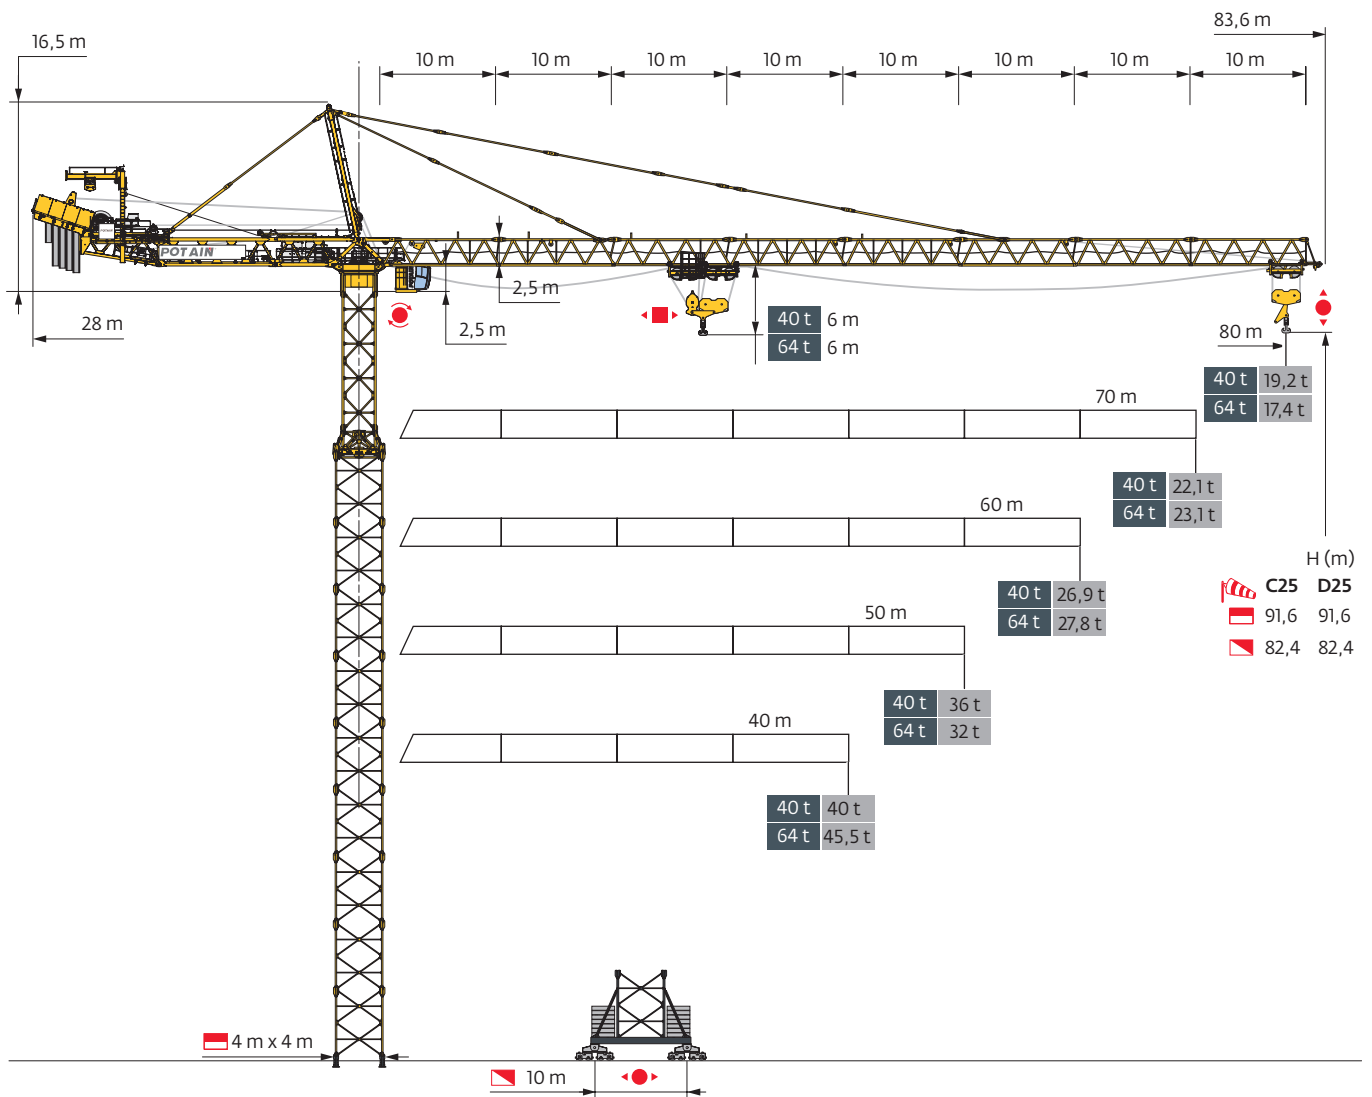 83,6 m
16,5 m
10 m 10 m 10 m 10 m 10 m 10 m 10 m 10 m
POTAIN
2,5 m
28 m
2,5 m
40 t 6 m
64 t 6 m
80 m
40 t 19,2 t
64 t 17,4 t
70 m
40 t 22,1 t
64 t 23,1 t
60 m
H (m)
C25 D25
91,6 91,6
82,4 82,4
40 t 26,9 t
64 t 27,8 t
50 m
40 t 36 t
64 t 32 t
40 m
40 t 40 t
64 t 45,5 t
4 m x 4 m
10 m